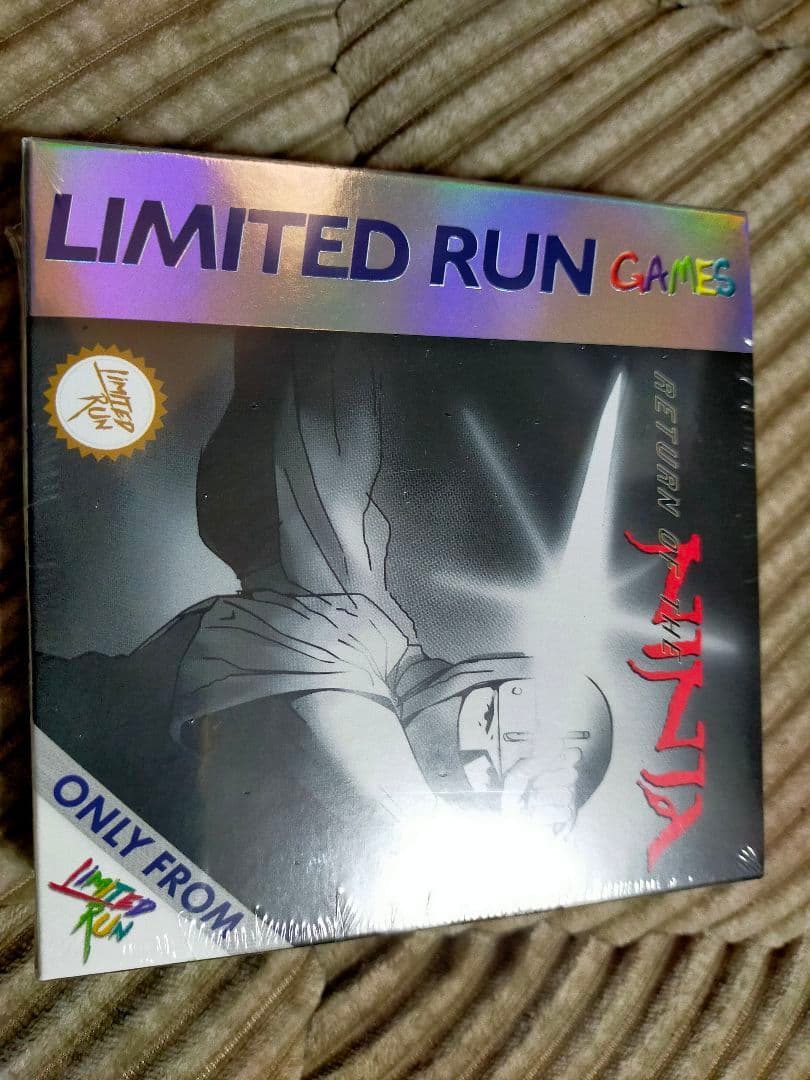 LIMITED RUN GAMES
LIMITED
RUN
RETURN OF THE
NINJA
ONLY FROM
LIMITED
RUN